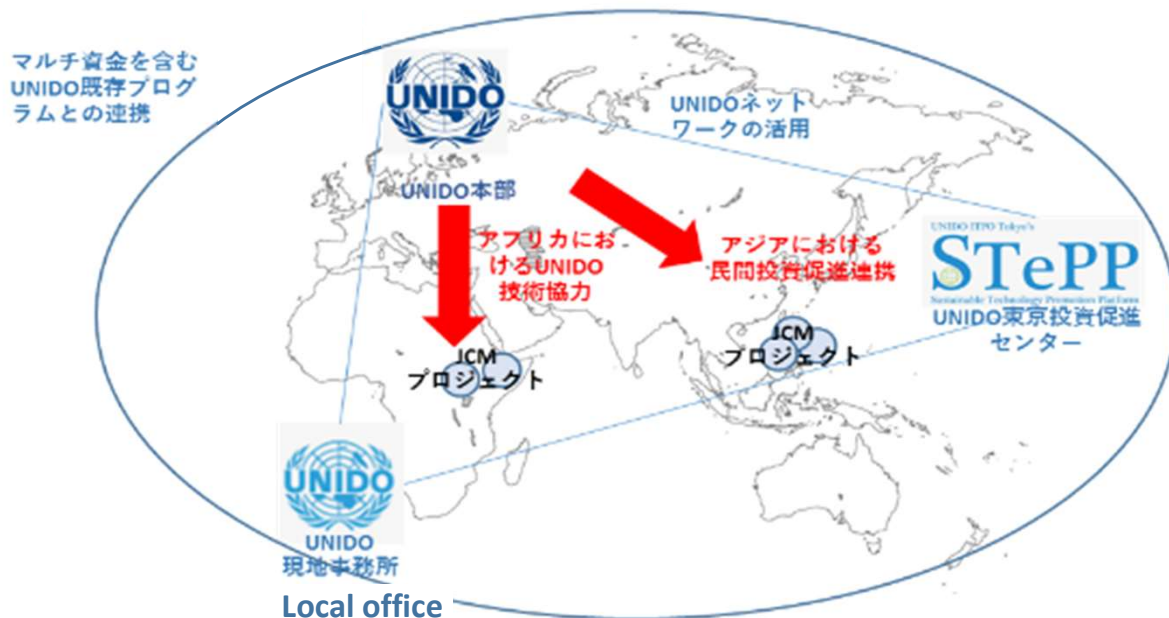 マルチ資金を含む
UNIDO既存プログ
ラムとの連携
UNIDO
UNIDO本部
UNIDOネット
ワークの活用
アフリカにお
けるUNIDO
技術協力
アジアにおける
民間投資促進連携
UNIDO ITPO Tokyo's
STePP
Sustainable Technology Promotion Platform
UNIDO東京投資促進
センター
JCM
プロジェクト
JCM
プロジェクト
UNIDO
UNIDO
現地事務所
Local office